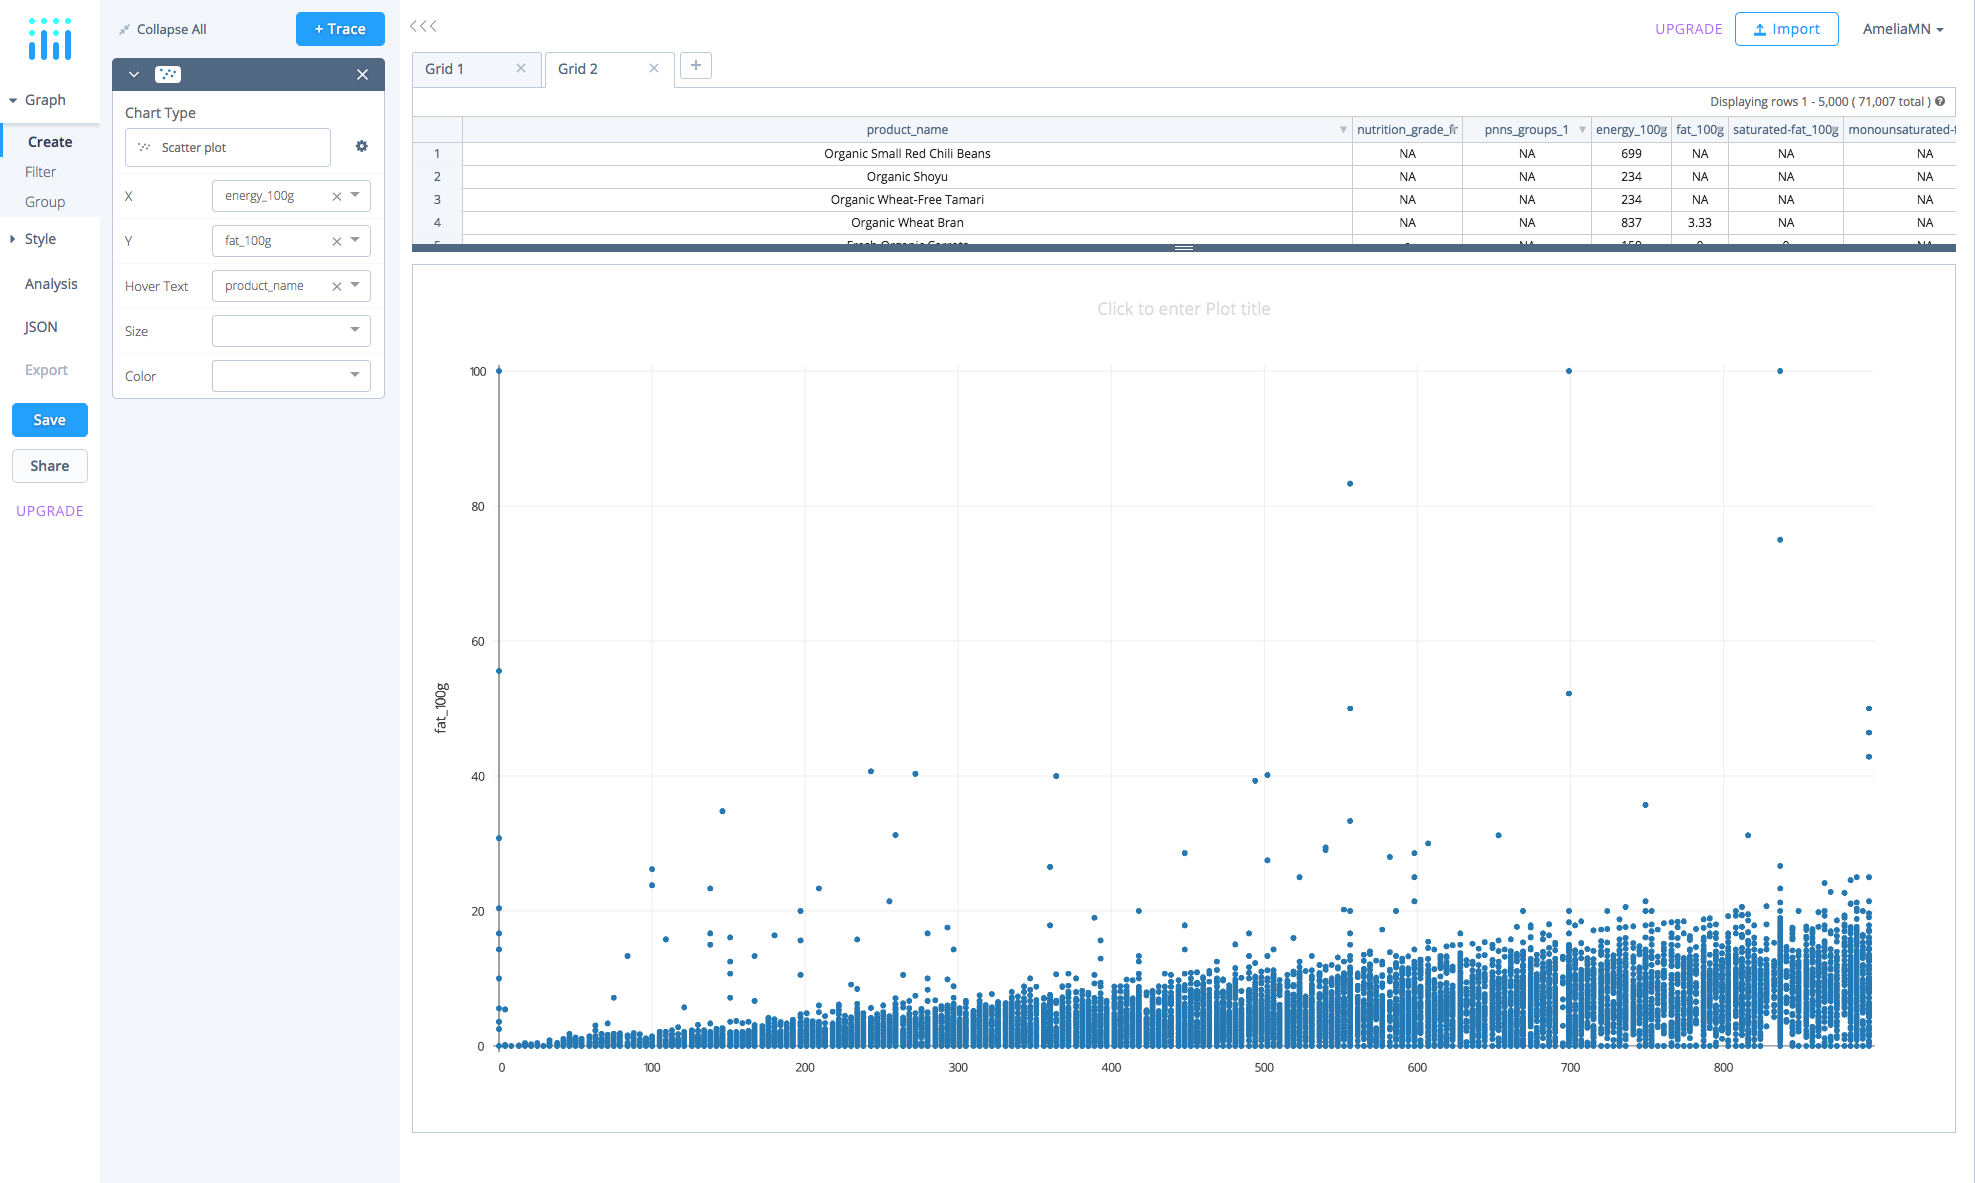 Collapse All
+ Trace
UPGRADE
Import
AmeliaMN
Graph
Create
Filter
Group
Style
Analysis
JSON
Export
Save
Share
UPGRADE
Chart Type
Scatter plot
X energy_100g
Y fat_100g
Hover Text product_name
Size
Color
Grid 1
Grid 2
+
Displaying rows 1 - 5,000 ( 71,007 total )
product_name nutrition_grade_fr pnns_groups_1 energy_100g fat_100g saturated-fat_100g monounsaturated-f
1 Organic Small Red Chili Beans NA NA 699 NA NA NA
2 Organic Shoyu NA NA 234 NA NA NA
3 Organic Wheat-Free Tamari NA NA 234 NA NA NA
4 Organic Wheat Bran NA NA 837 3.33 NA NA
Click to enter Plot title
100
80
60
40
20
0
fat_100g
0 100 200 300 400 500 600 700 800